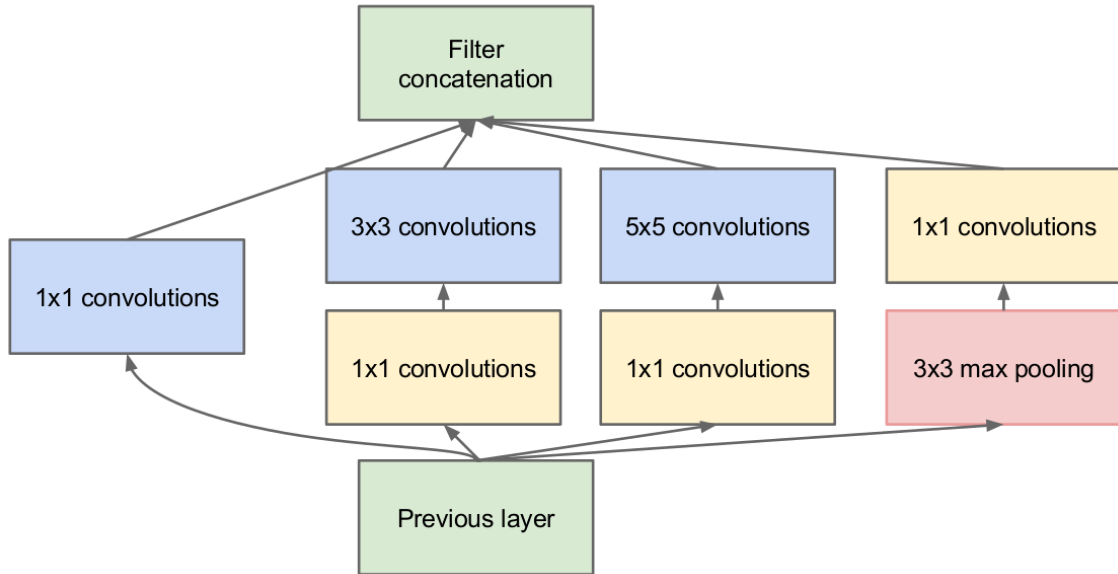 Filter
concatenation
3x3 convolutions
5x5 convolutions
1x1 convolutions
1x1 convolutions
1x1 convolutions
1x1 convolutions
3x3 max pooling
Previous layer